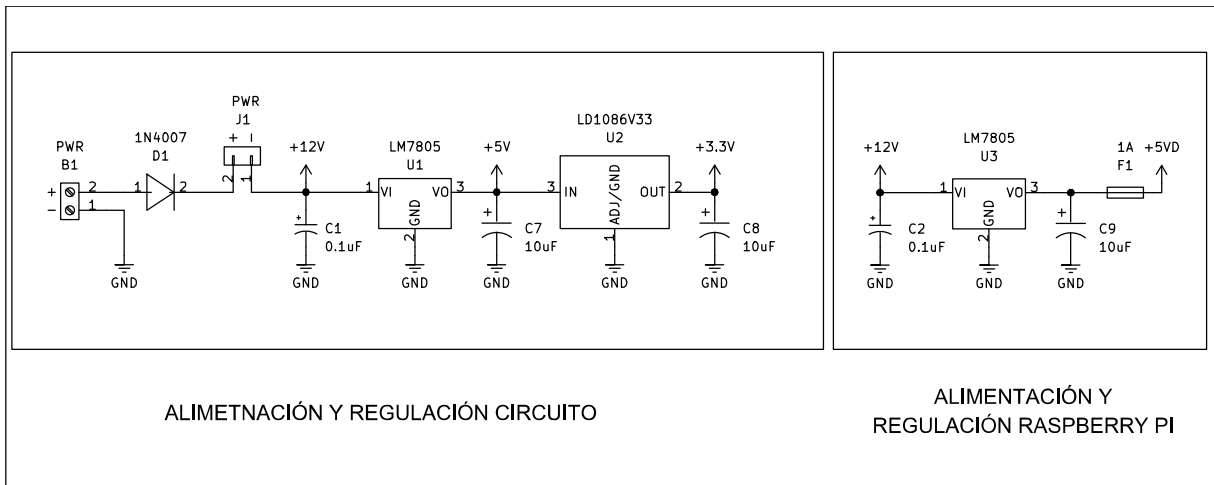 PWR
B1
+
2
-
1
GND
1N4007
D1
1
2
PWR
J1
+ -
2
1
+12V
C1
0.1uF
GND
LM7805
U1
1
VI
VO
3
GND
2
GND
+5V
C7
10uF
GND
LD1086V33
U2
3
IN
ADJ/GND
OUT
2
1
GND
+3.3V
C8
10uF
GND
+12V
C2
0.1uF
GND
LM7805
U3
1
VI
VO
3
GND
2
GND
C9
10uF
GND
1A
F1
+5VD
ALIMETNACIÓN Y REGULACIÓN CIRCUITO
ALIMENTACIÓN Y
REGULACIÓN RASPBERRY PI